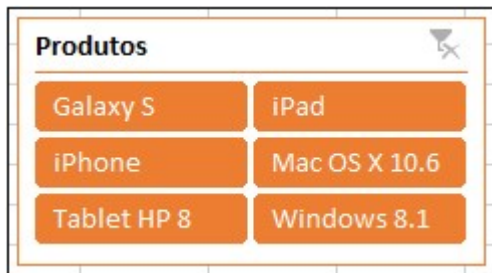 Produtos
Galaxy S
iPad
iPhone
Mac OS X 10.6
Tablet HP 8
Windows 8.1